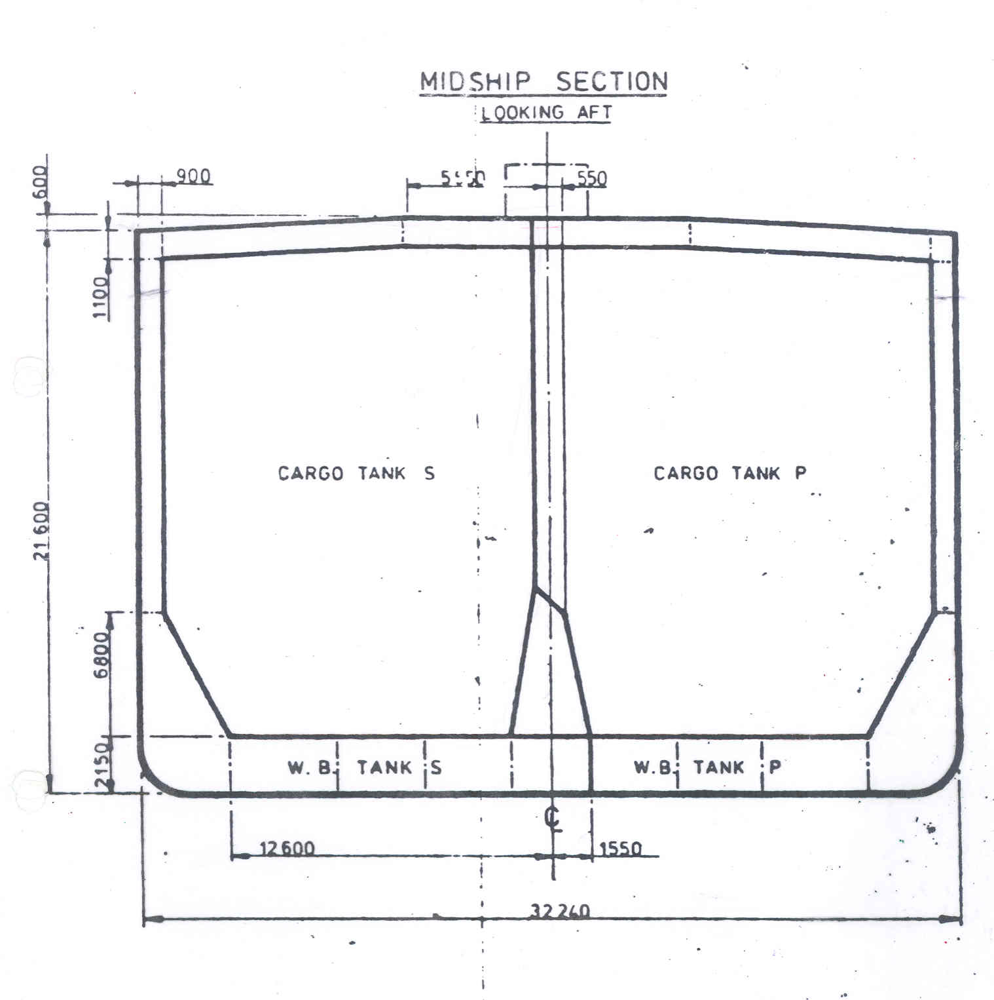 MIDSHIP SECTION
LOOKING AFT
600
900
550
1100
CARGO TANK S
CARGO TANK P
21600
6800
2150
W.B. TANK S
W.B. TANK P
℄
12600
1550
32240